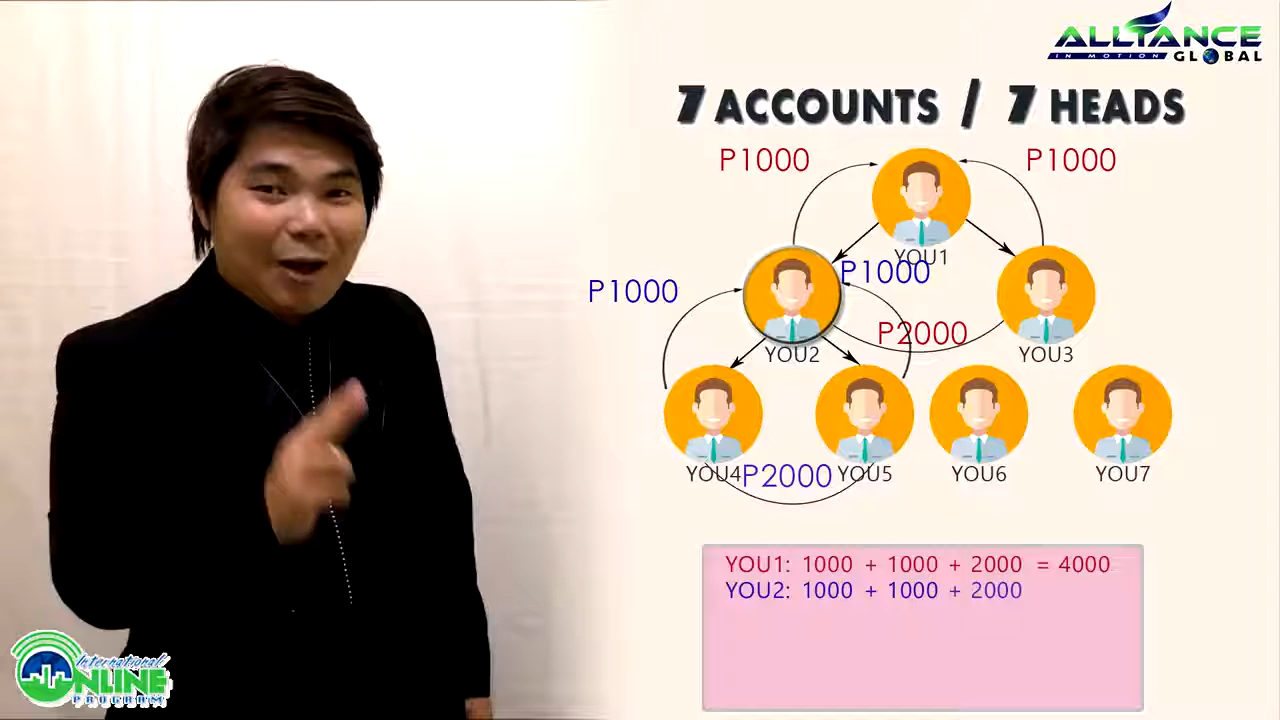 ALLIANCE
IN MOTION GLOBAL
7 ACCOUNTS / 7 HEADS
P1000
P1000
YOU1
P1000
P1000
P2000
YOU2
YOU3
YOU4
P2000
YOU5
YOU6
YOU7
YOU1: 1000 + 1000 + 2000 = 4000
YOU2: 1000 + 1000 + 2000
International
ONLINE
PROGRAM